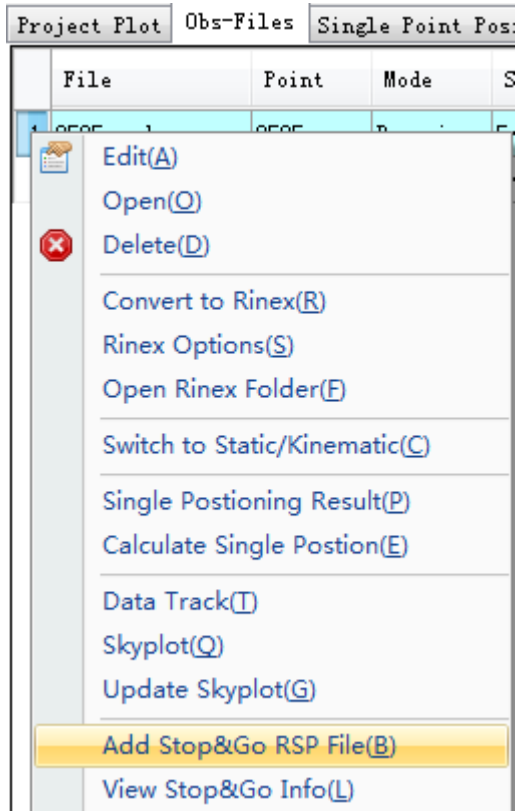 Project Plot Obs-Files Single Point Pos
File Point Mode S
1
Edit(A)
Open(O)
Delete(D)
Convert to Rinex(R)
Rinex Options(S)
Open Rinex Folder(F)
Switch to Static/Kinematic(C)
Single Postioning Result(P)
Calculate Single Postion(E)
Data Track(T)
Skyplot(Q)
Update Skyplot(G)
Add Stop&Go RSP File(B)
View Stop&Go Info(L)